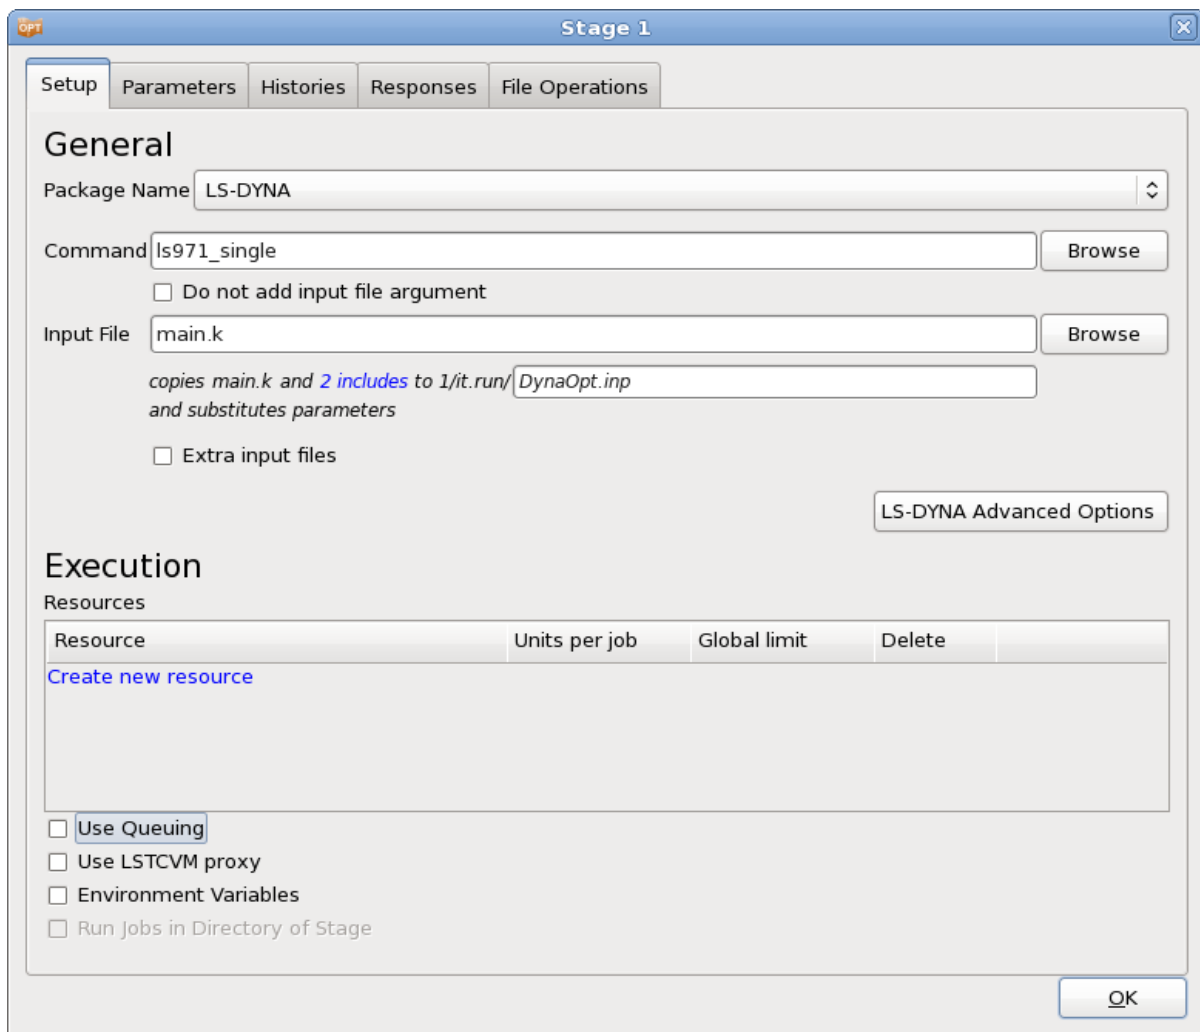 OPT
Stage 1
Setup Parameters Histories Responses File Operations
General
Package Name LS-DYNA
Command ls971_single Browse
Do not add input file argument
Input File main.k Browse
copies main.k and 2 includes to 1/it.run/ DynaOpt.inp
and substitutes parameters
Extra input files
LS-DYNA Advanced Options
Execution
Resources
Resource Units per job Global limit Delete
Create new resource
Use Queuing
Use LSTCVM proxy
Environment Variables
Run Jobs in Directory of Stage
OK